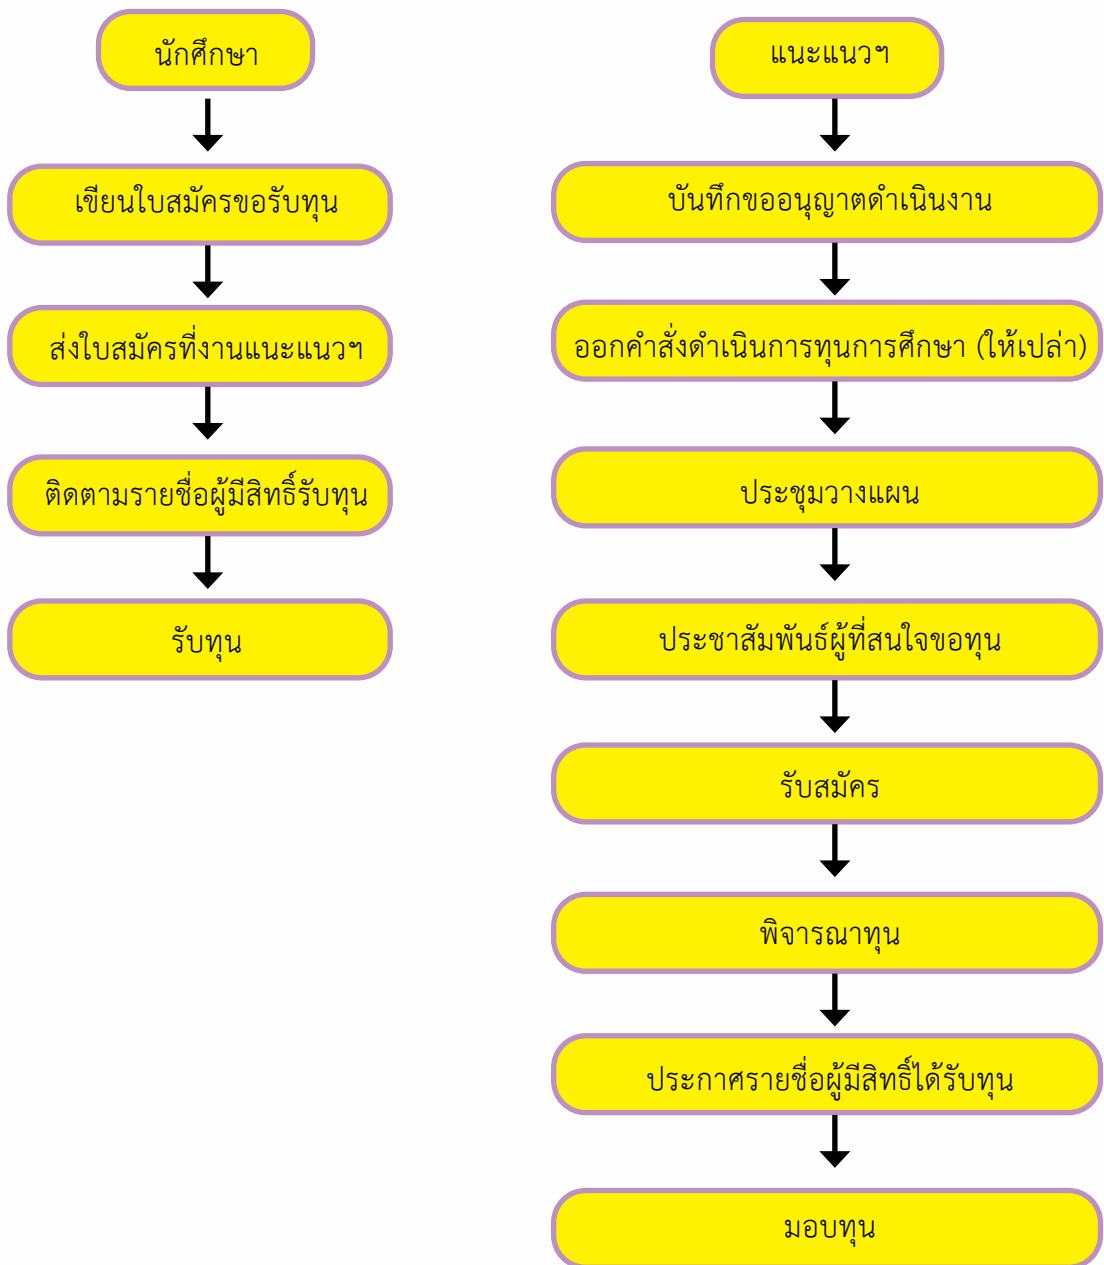 นักศึกษา
เขียนใบสมัครขอรับทุน
ส่งใบสมัครที่งานแนะแนวฯ
ติดตามรายชื่อผู้มีสิทธิ์รับทุน
รับทุน
แนะแนวฯ
บันทึกขออนุญาตดำเนินงาน
ออกคำสั่งดำเนินการทุนการศึกษา (ให้เปล่า)
ประชุมวางแผน
ประชาสัมพันธ์ผู้ที่สนใจขอทุน
รับสมัคร
พิจารณาทุน
ประกาศรายชื่อผู้มีสิทธิ์ได้รับทุน
มอบทุน